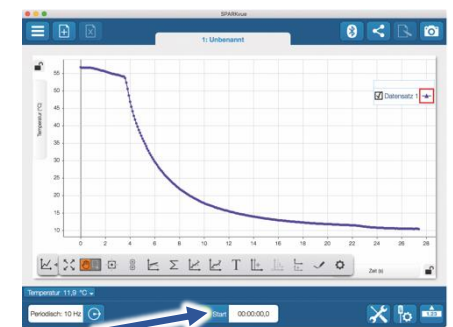 SPARKvue
1: Unbenannt
Datensatz 1
Temperatur (°C)
55
50
45
40
35
30
25
20
15
10
0 2 4 6 8 10 12 14 16 18 20 22 24 26 28
Zeit (s)
Temperatur 11,9 °C
Periodisch: 10 Hz
Start
00:00:00,0
1.23